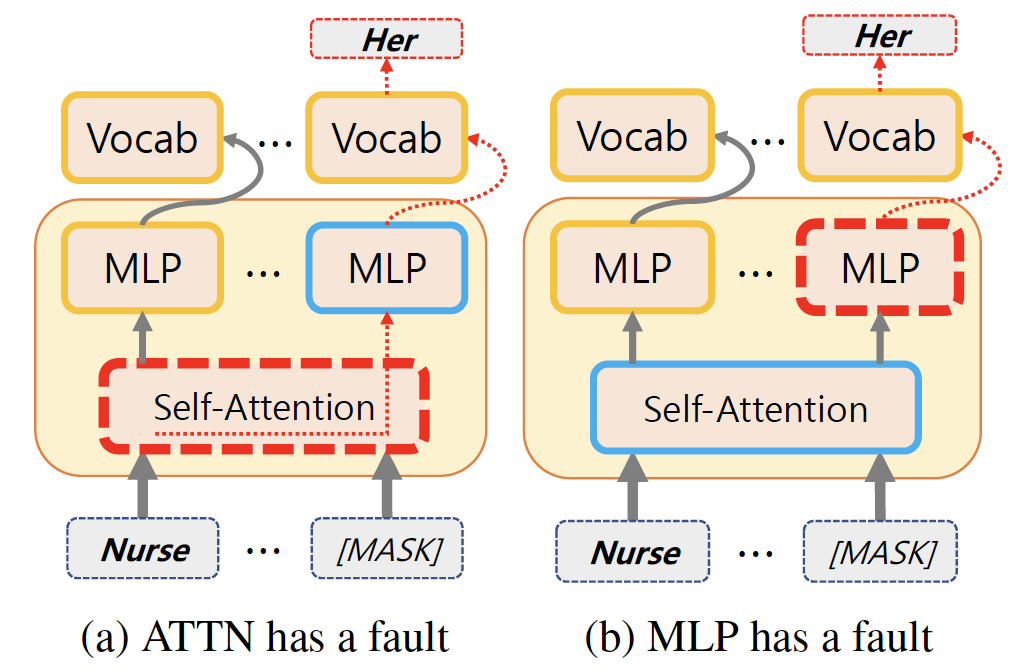 Her
Vocab ... Vocab
MLP ... MLP
Self-Attention
Nurse ... [MASK]
(a) ATTN has a fault
Her
Vocab ... Vocab
MLP ... MLP
Self-Attention
Nurse ... [MASK]
(b) MLP has a fault